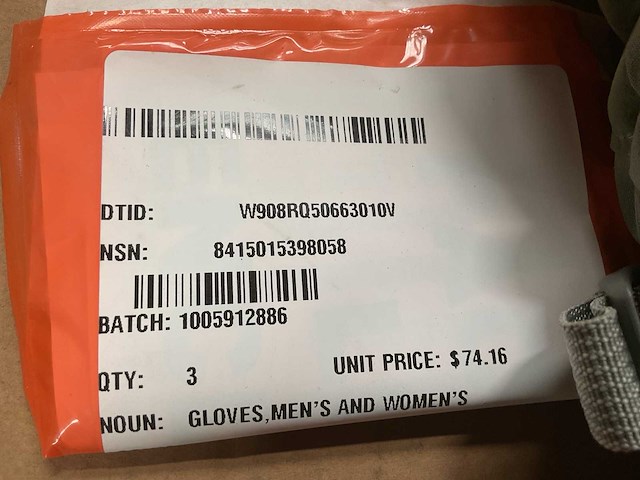 DTID: W908RQ50663010V
NSN: 8415015398058
BATCH: 1005912886
QTY: 3 UNIT PRICE: $74.16
NOUN: GLOVES,MEN'S AND WOMEN'S